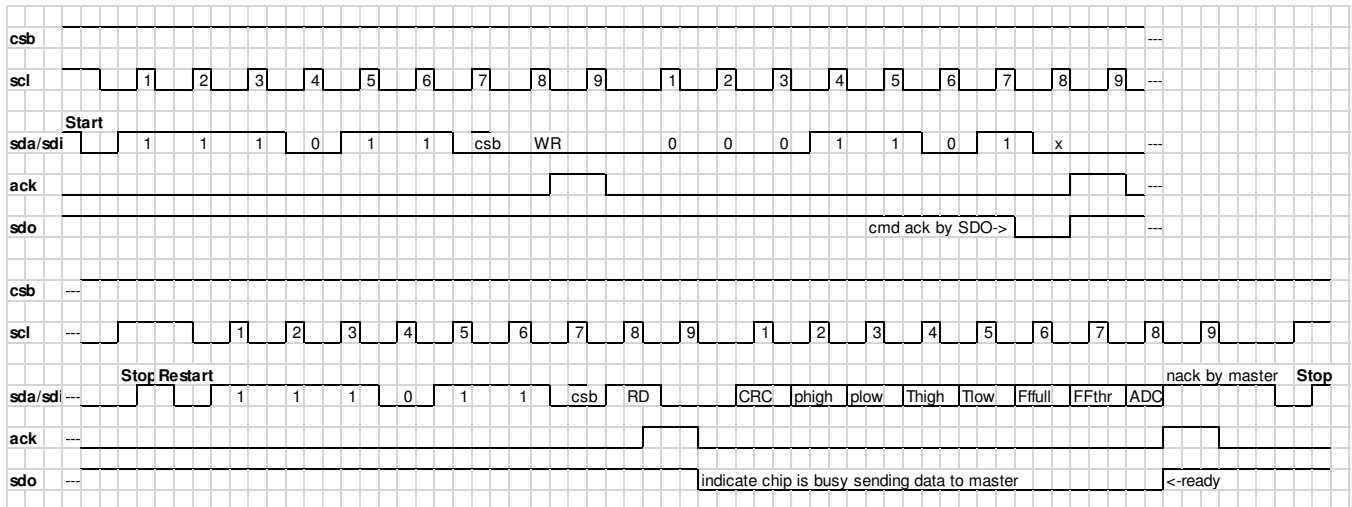 csb ---
scl 1 2 3 4 5 6 7 8 9 1 2 3 4 5 6 7 8 9 ---
Start
sda/sdi 1 1 1 0 1 1 csb WR 0 0 0 1 1 0 1 x ---
ack ---
sdo cmd ack by SDO-> ---
csb ---
scl --- 1 2 3 4 5 6 7 8 9 1 2 3 4 5 6 7 8 9
Stop Restart nack by master Stop
sda/sdi --- 1 1 1 0 1 1 csb RD CRC phigh plow Thigh Tlow Fffull FFthr ADC
ack ---
sdo --- indicate chip is busy sending data to master <-ready